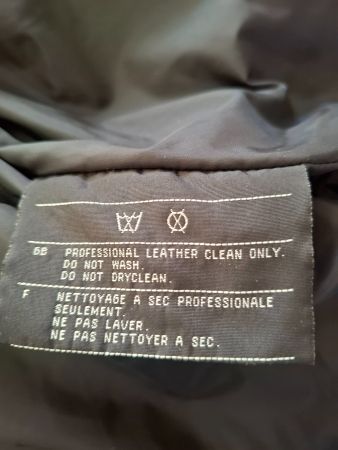 GB PROFESSIONAL LEATHER CLEAN ONLY.
DO NOT WASH.
DO NOT DRYCLEAN.
F NETTOYAGE A SEC PROFESSIONALE
SEULEMENT.
NE PAS LAVER.
NE PAS NETTOYER A SEC.